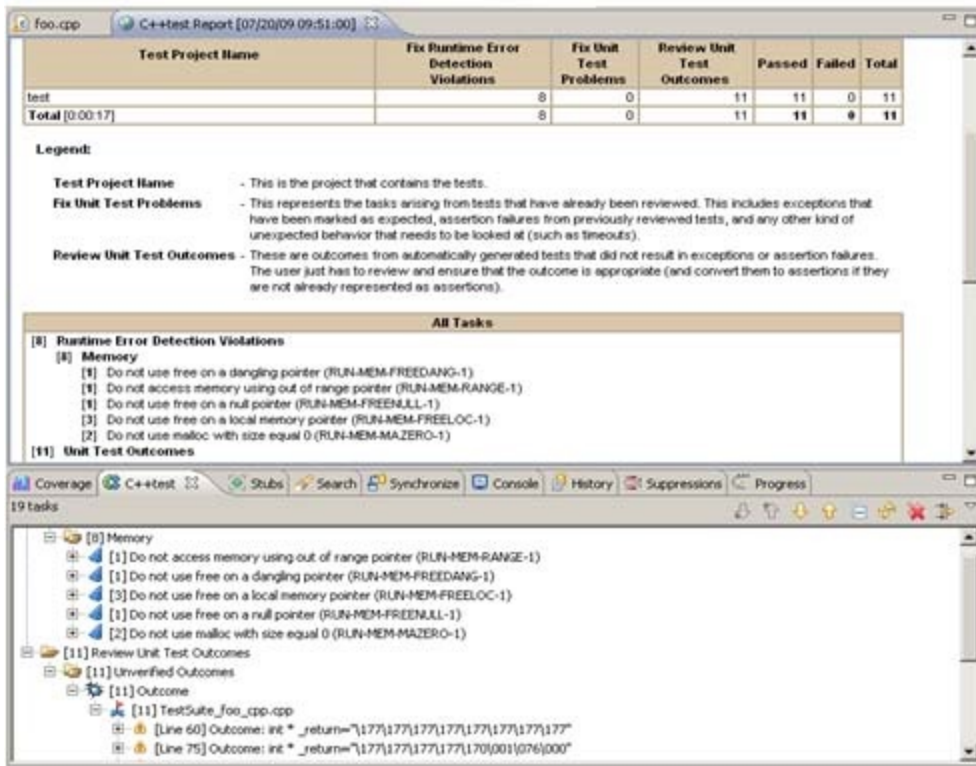 foo.cpp
C++test Report [07/20/09 09:51:00]
Test Project Name
Fix Runtime Error Detection Violations
Fix Unit Test Problems
Review Unit Test Outcomes
Passed
Failed
Total
test 8 0 11 11 0 11
Total [0:00:17] 8 0 11 11 0 11
Legend:
Test Project Name - This is the project that contains the tests.
Fix Unit Test Problems - This represents the tasks arising from tests that have already been reviewed. This includes exceptions that
have been marked as expected, assertion failures from previously reviewed tests, and any other kind of
unexpected behavior that needs to be looked at (such as timeouts).
Review Unit Test Outcomes - These are outcomes from automatically generated tests that did not result in exceptions or assertion failures.
The user just has to review and ensure that the outcome is appropriate (and convert them to assertions if they
are not already represented as assertions).
All Tasks
[8] Runtime Error Detection Violations
[8] Memory
[1] Do not use free on a dangling pointer (RUN-MEM-FREEDANG-1)
[1] Do not access memory using out of range pointer (RUN-MEM-RANGE-1)
[1] Do not use free on a null pointer (RUN-MEM-FREENULL-1)
[3] Do not use free on a local memory pointer (RUN-MEM-FREELOC-1)
[2] Do not use malloc with size equal 0 (RUN-MEM-MAZERO-1)
[11] Unit Test Outcomes
Coverage C++test Stubs Search Synchronize Console History Suppressions Progress
19 tasks
[8] Memory
[1] Do not access memory using out of range pointer (RUN-MEM-RANGE-1)
[1] Do not use free on a dangling pointer (RUN-MEM-FREEDANG-1)
[3] Do not use free on a local memory pointer (RUN-MEM-FREELOC-1)
[1] Do not use free on a null pointer (RUN-MEM-FREENULL-1)
[2] Do not use malloc with size equal 0 (RUN-MEM-MAZERO-1)
[11] Review Unit Test Outcomes
[11] Unverified Outcomes
[11] Outcome
[11] TestSuite_foo_cpp.cpp
[Line 60] Outcome: int * _return="\177\177\177\177\177\177\177\177"
[Line 75] Outcome: int * _return="\177\177\177\177\170\001\076\000"